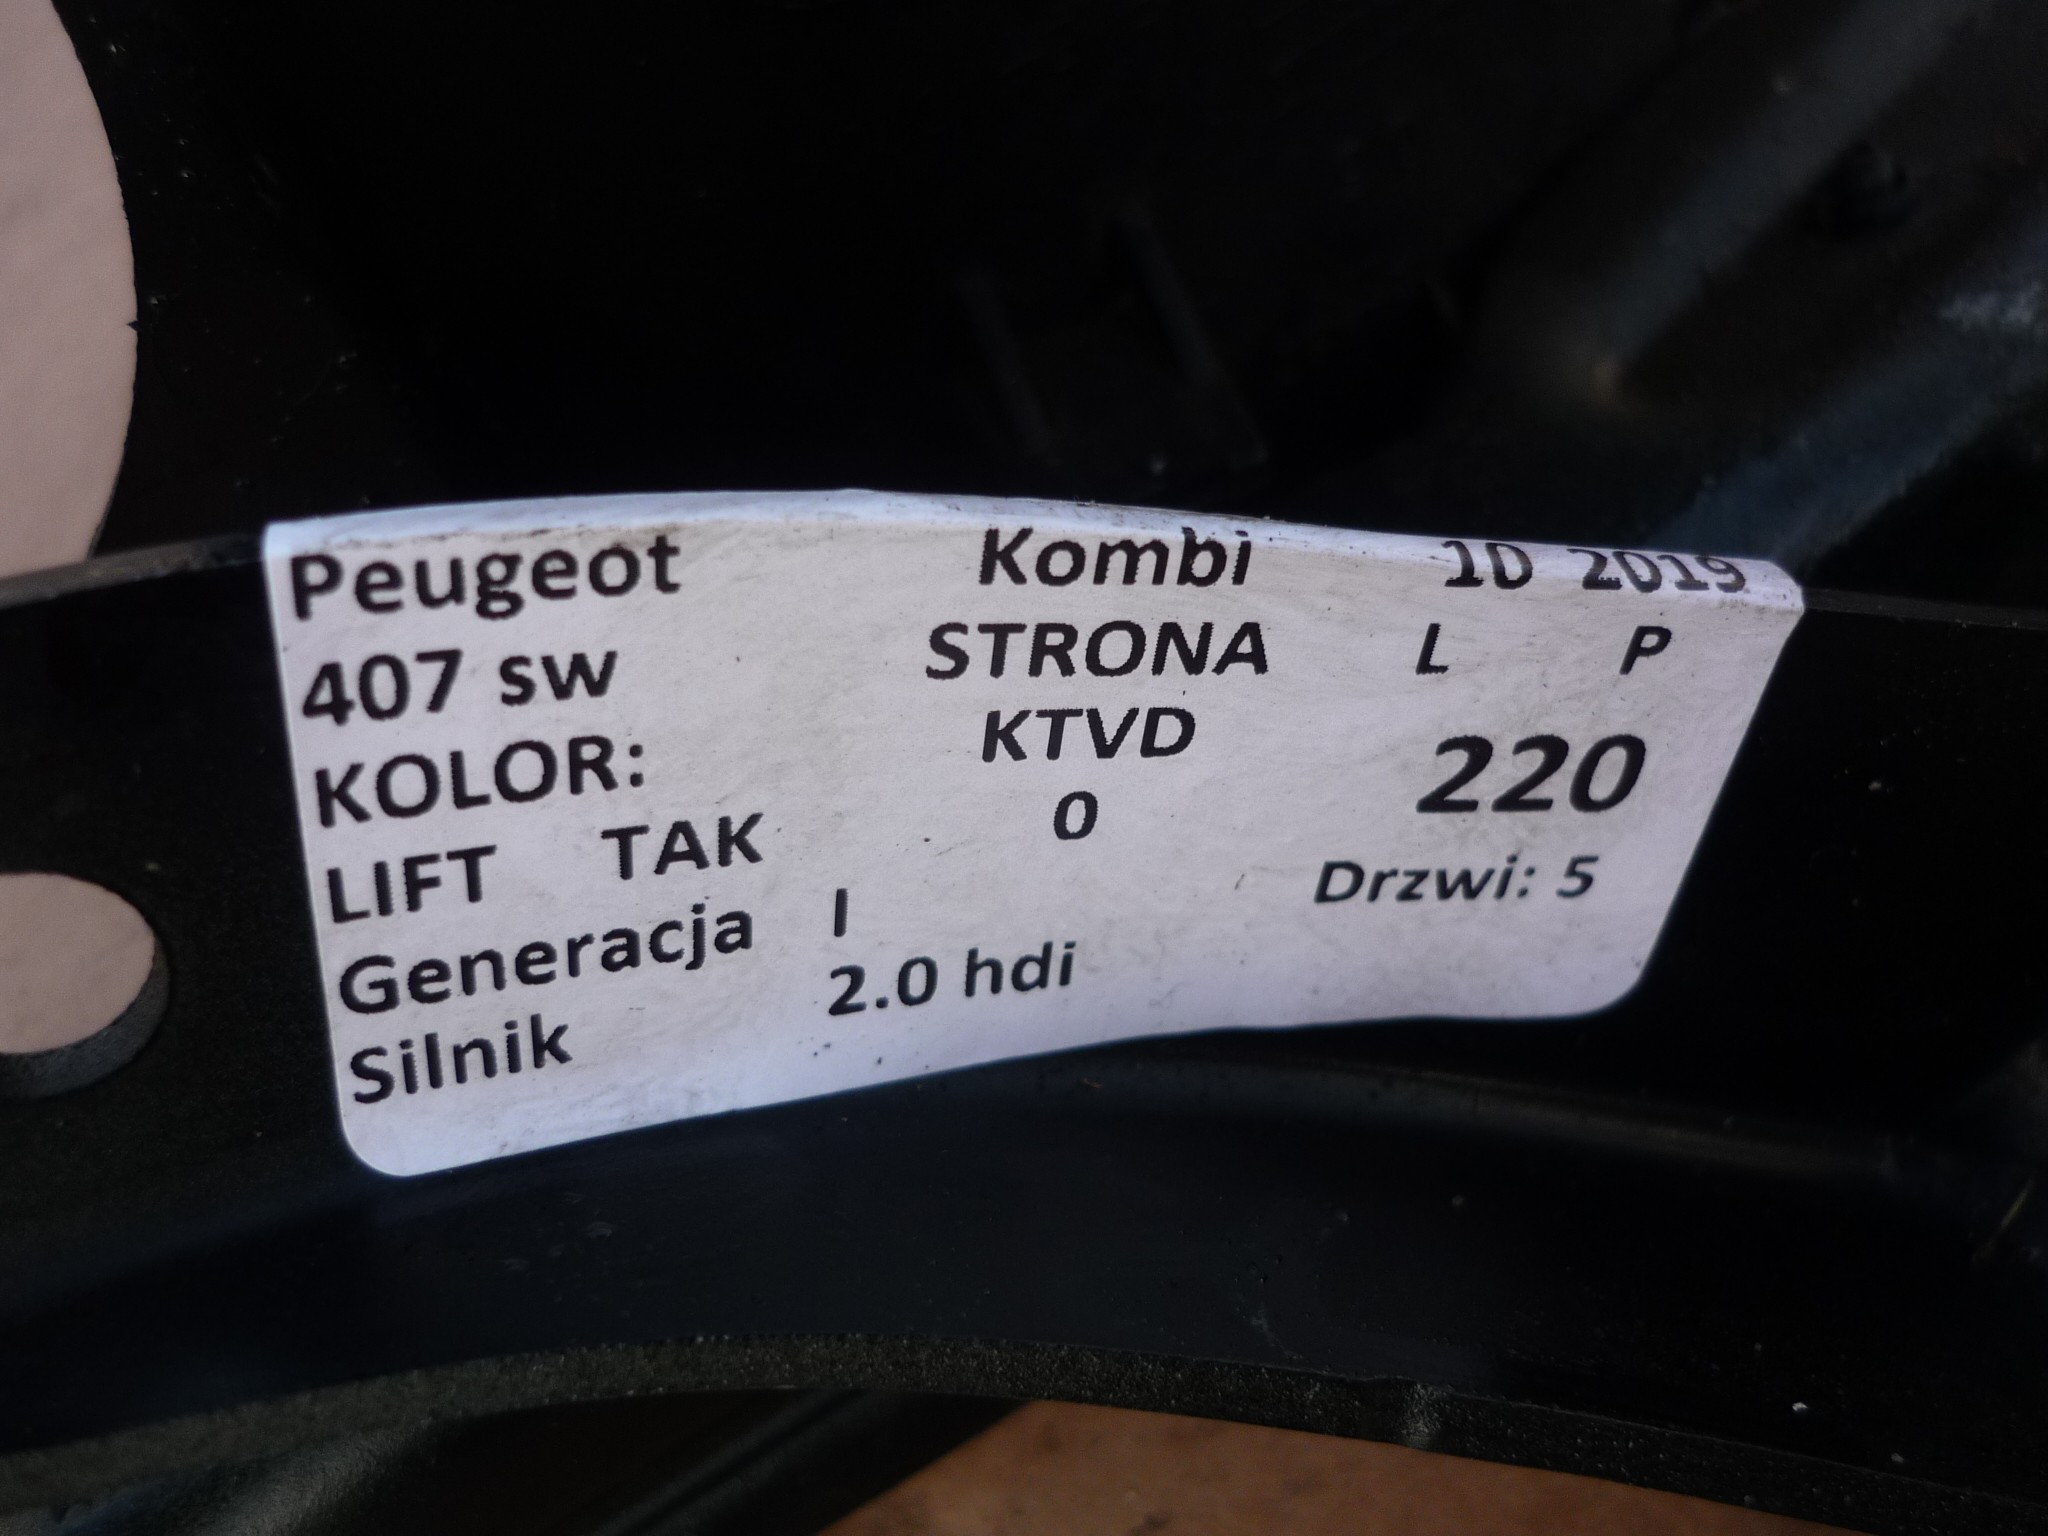 Peugeot Kombi 10 2019
407 sw STRONA L P
KOLOR: KTVD 220
LIFT TAK 0
Generacja I Drzwi: 5
Silnik 2.0 hdi